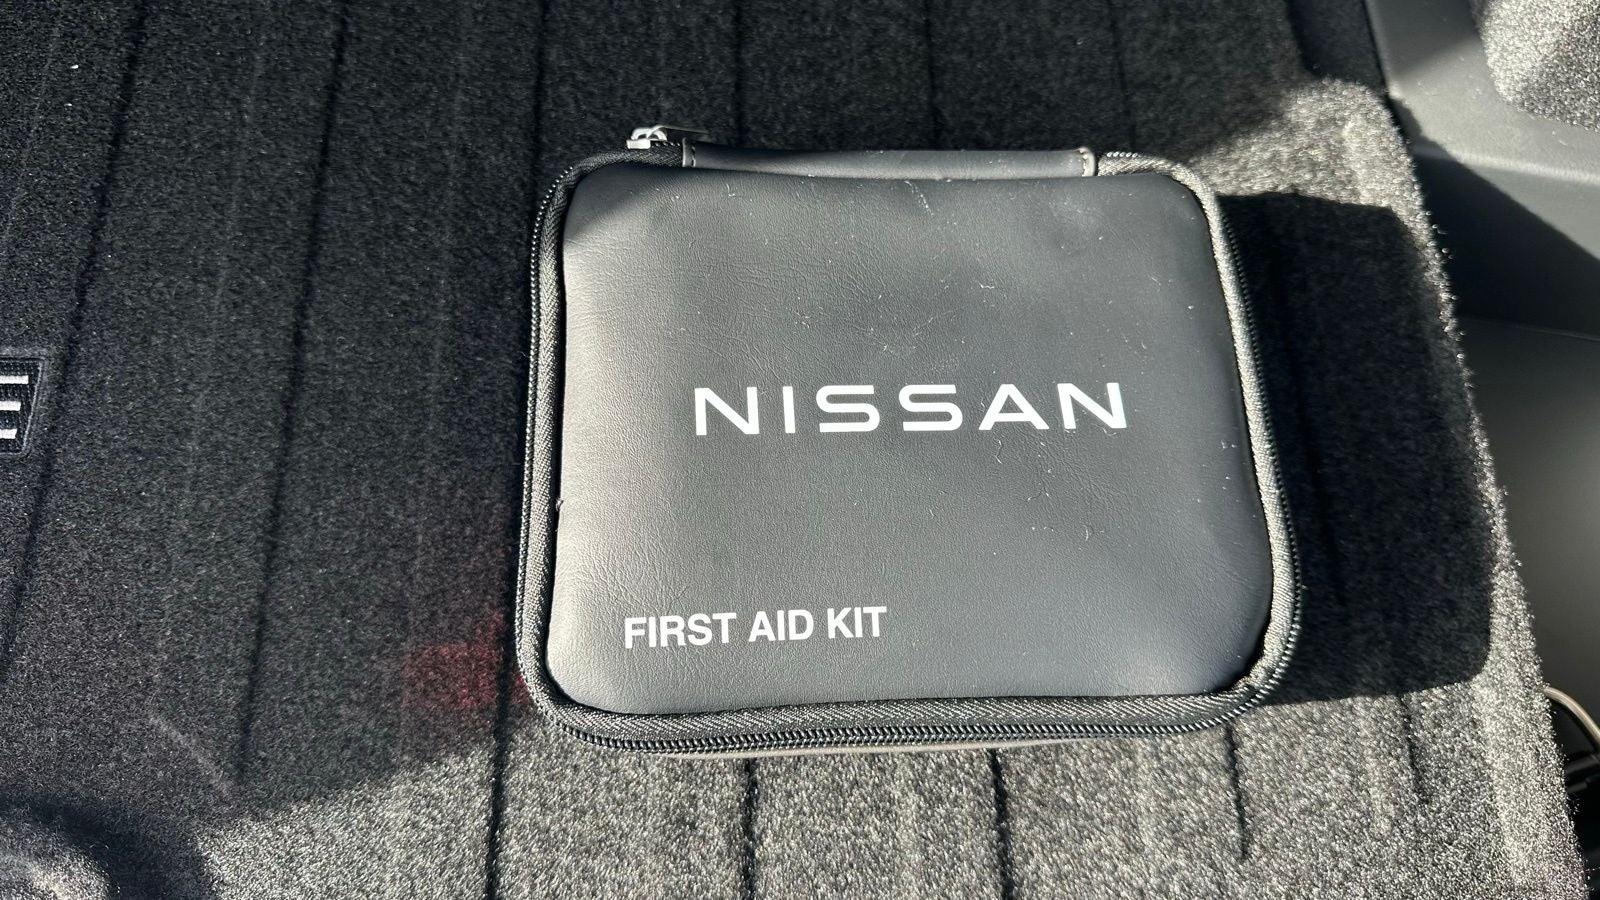 NISSAN
FIRST AID KIT